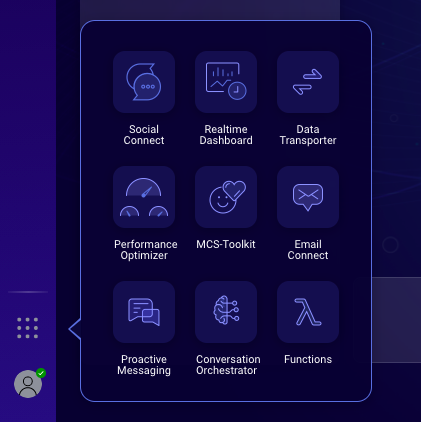 Social
Connect
Realtime
Dashboard
Data
Transporter
Performance
Optimizer
MCS-Toolkit
Email
Connect
Proactive
Messaging
Conversation
Orchestrator
Functions